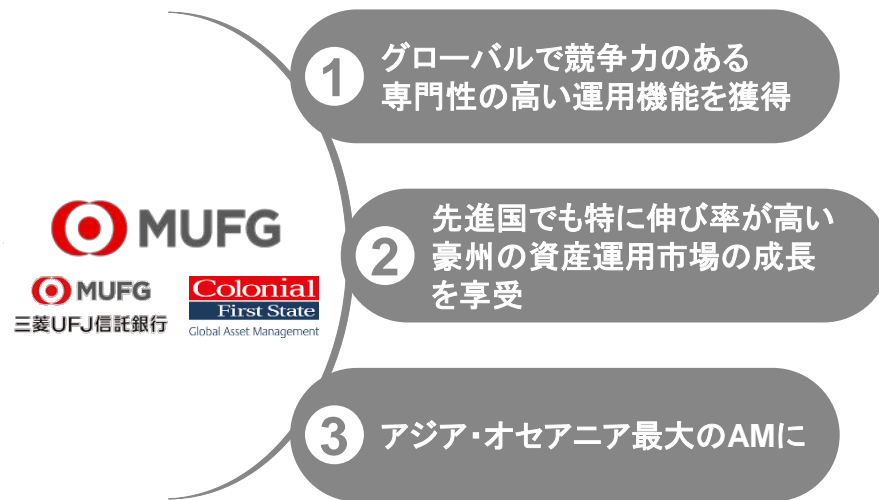 1
グローバルで競争力のある
専門性の高い運用機能を獲得
MUFG
MUFG
三菱UFJ信託銀行
Colonial
First State
Global Asset Management
2
先進国でも特に伸び率が高い
豪州の資産運用市場の成長
を享受
3
アジア・オセアニア最大のAMに